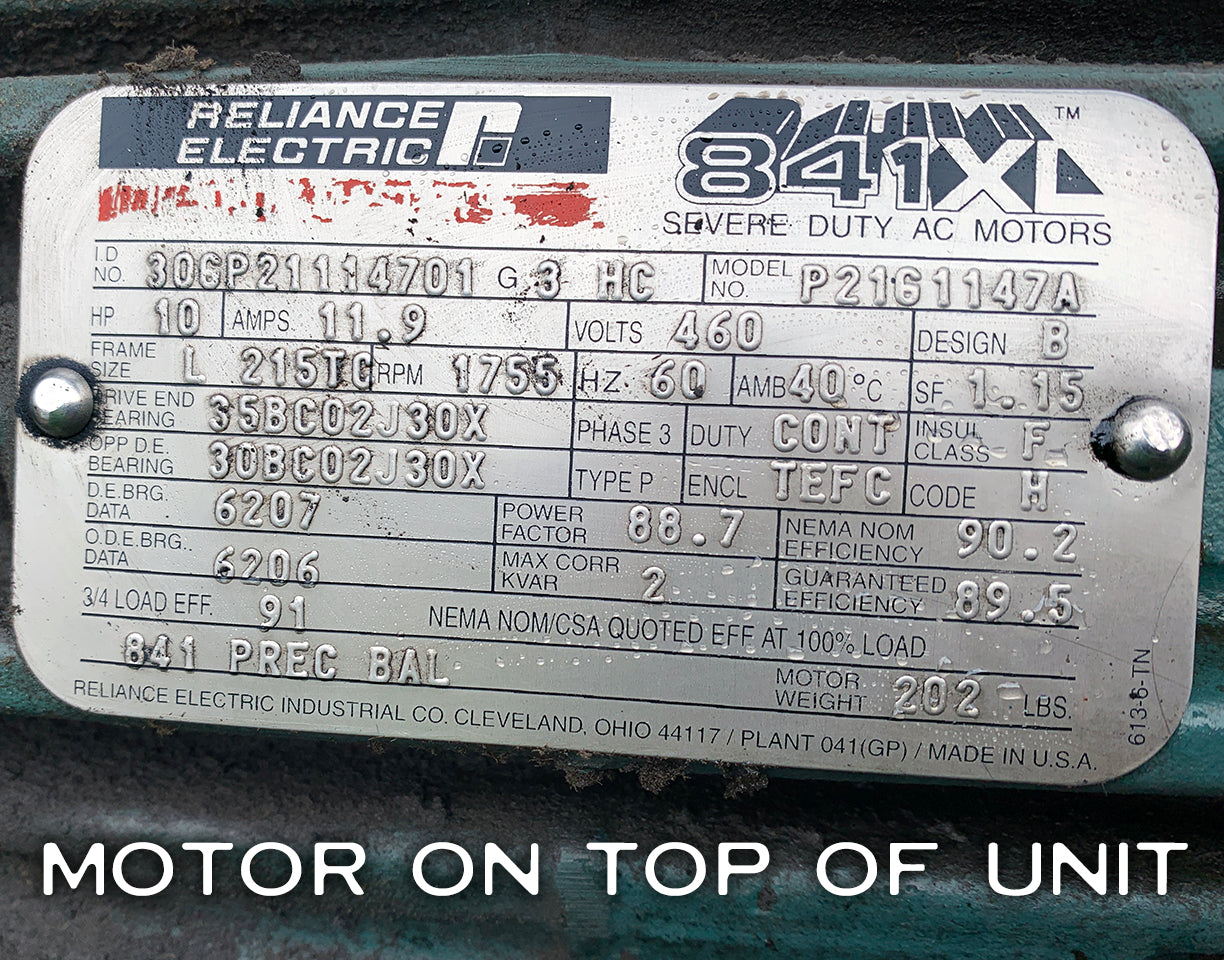 RELIANCE
ELECTRIC
841XL™
SEVERE DUTY AC MOTORS
I.D. NO. 30GP21114701 G 3 HC MODEL NO. P2161147A
HP 10 AMPS 11.9 VOLTS 460 DESIGN B
FRAME SIZE L 215TC RPM 1755 HZ 60 AMB 40 °C SF 1.15
DRIVE END BEARING 35BC02J30X PHASE 3 DUTY CONT INSUL CLASS F
OPP D.E. BEARING 30BC02J30X TYPE P ENCL TEFC CODE H
D.E.BRG. DATA 6207 POWER FACTOR 88.7 NEMA NOM EFFICIENCY 90.2
O.D.E.BRG. DATA 6206 MAX CORR KVAR 2 GUARANTEED EFFICIENCY 89.5
3/4 LOAD EFF. 91 NEMA NOM/CSA QUOTED EFF AT 100% LOAD
841 PREC BAL MOTOR WEIGHT 202 LBS.
RELIANCE ELECTRIC INDUSTRIAL CO. CLEVELAND, OHIO 44117 / PLANT 041(GP) / MADE IN U.S.A.
613-6-TN
MOTOR ON TOP OF UNIT